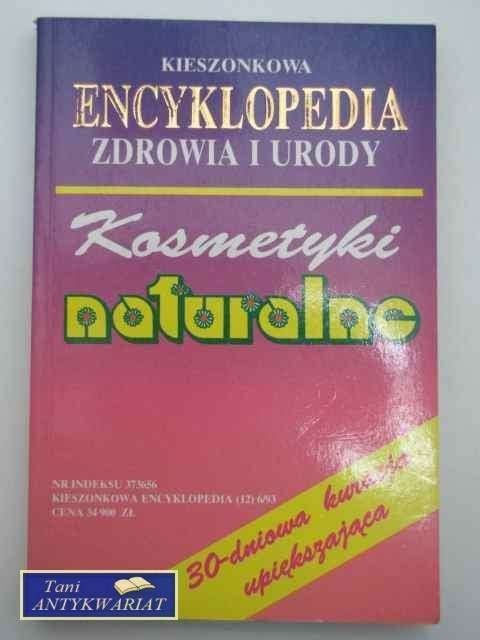 KIESZONKOWA
ENCYKLOPEDIA
ZDROWIA I URODY
Kosmetyki
naturalne
NR INDEKSU 373656
KIESZONKOWA ENCYKLOPEDIA (12) 6/93
CENA 34 900 ZŁ
30-dniowa kuracja
upiększająca
Tani
ANTYKWARIAT